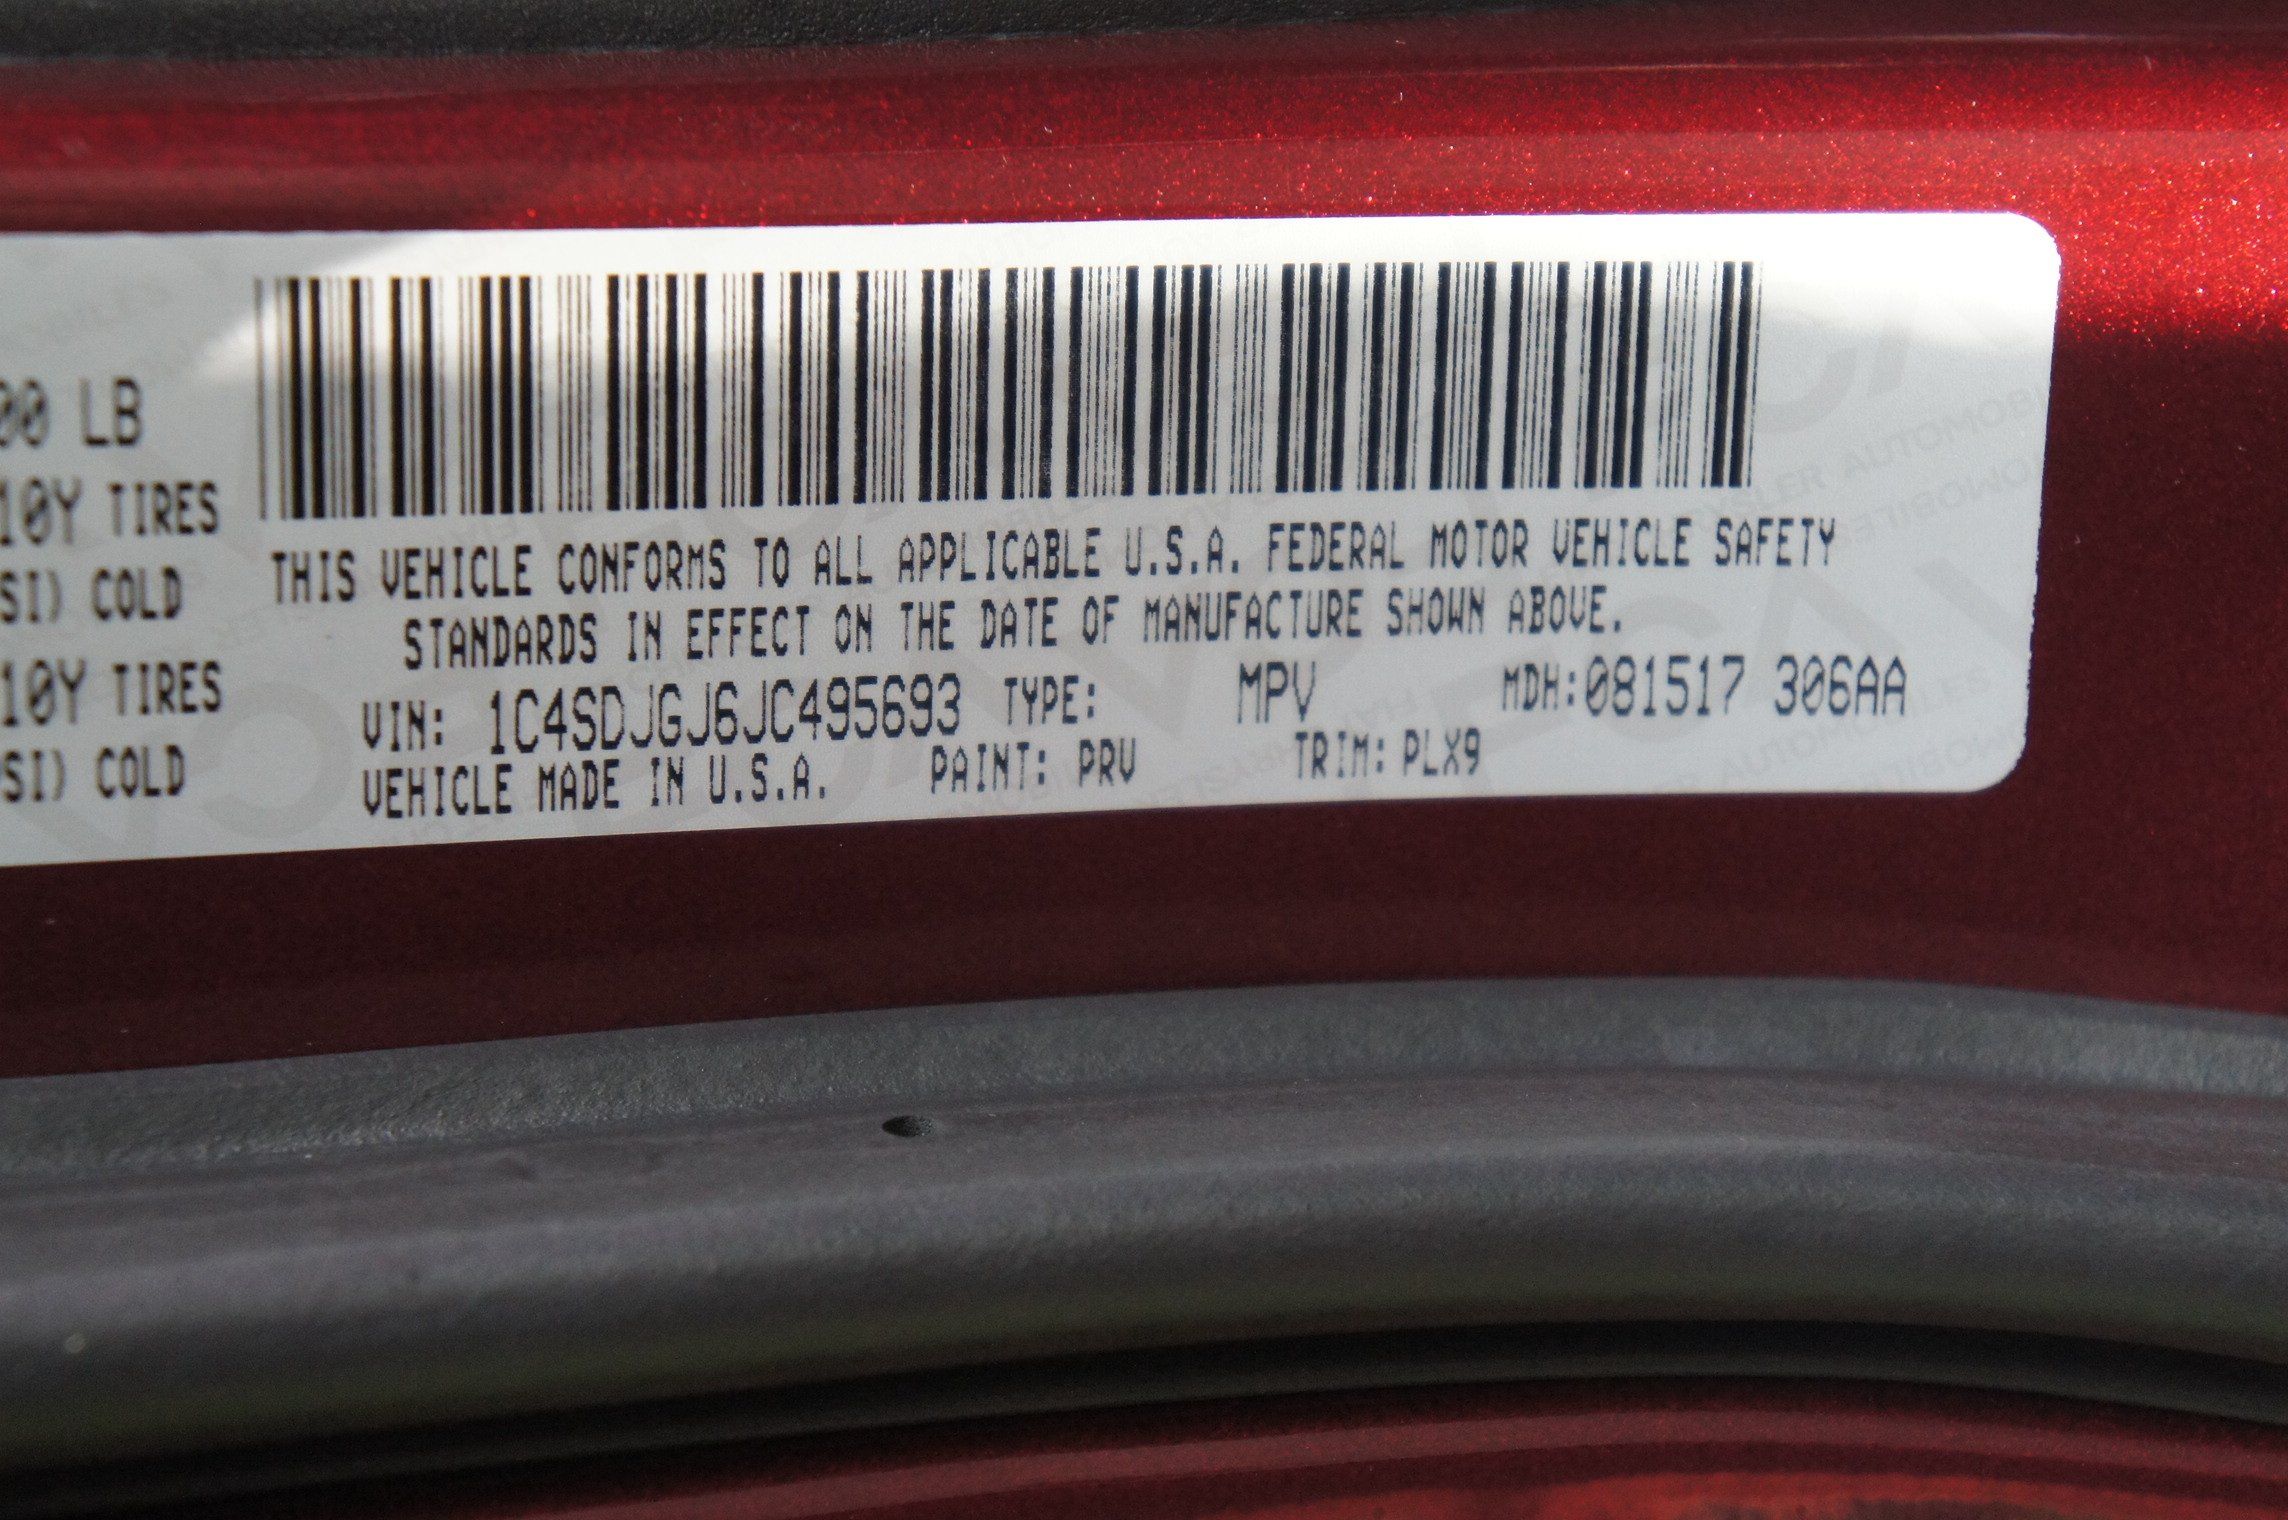 00 LB
10Y TIRES
SI) COLD
10Y TIRES
SI) COLD
THIS VEHICLE CONFORMS TO ALL APPLICABLE U.S.A. FEDERAL MOTOR VEHICLE SAFETY
STANDARDS IN EFFECT ON THE DATE OF MANUFACTURE SHOWN ABOVE.
VIN: 1C4SDJGJ6JC495693 TYPE: MPV MDH:081517 306AA
VEHICLE MADE IN U.S.A. PAINT: PRV TRIM: PLX9